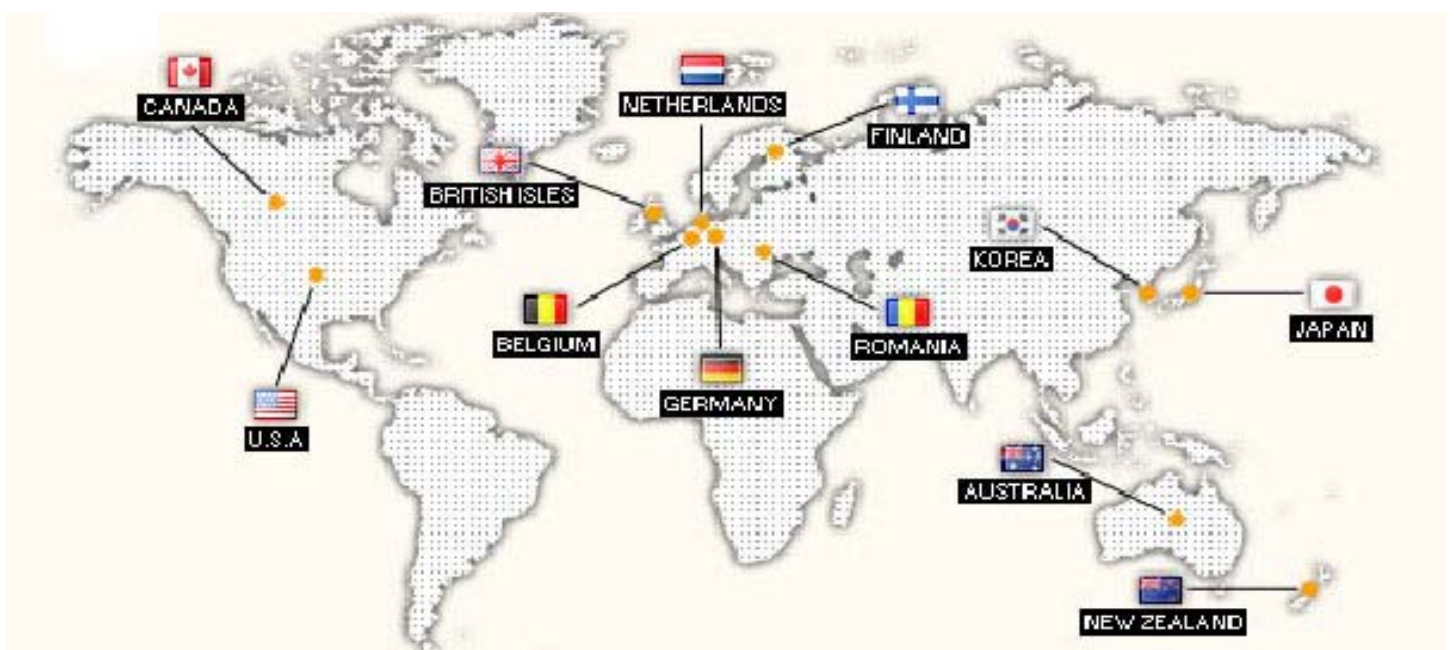 CANADA
NETHERLANDS
FINLAND
BRITISH ISLES
KOREA
JAPAN
BELGIUM
ROMANIA
GERMANY
U.S.A
AUSTRALIA
NEW ZEALAND